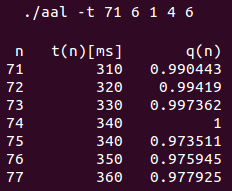 ./aal -t 71 6 1 4 6
n t(n)[ms] q(n)
71 310 0.990443
72 320 0.99419
73 330 0.997362
74 340 1
75 340 0.973511
76 350 0.975945
77 360 0.977925